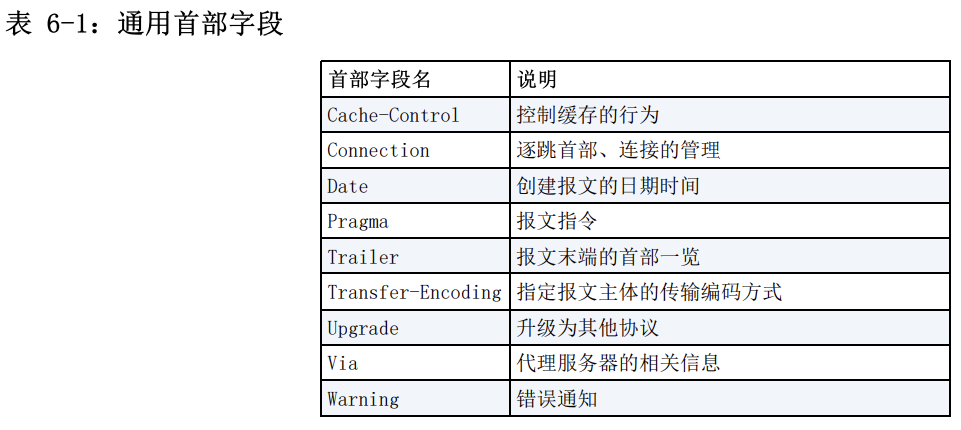 表 6-1：通用首部字段
首部字段名 说明
Cache-Control 控制缓存的行为
Connection 逐跳首部、连接的管理
Date 创建报文的日期时间
Pragma 报文指令
Trailer 报文末端的首部一览
Transfer-Encoding 指定报文主体的传输编码方式
Upgrade 升级为其他协议
Via 代理服务器的相关信息
Warning 错误通知